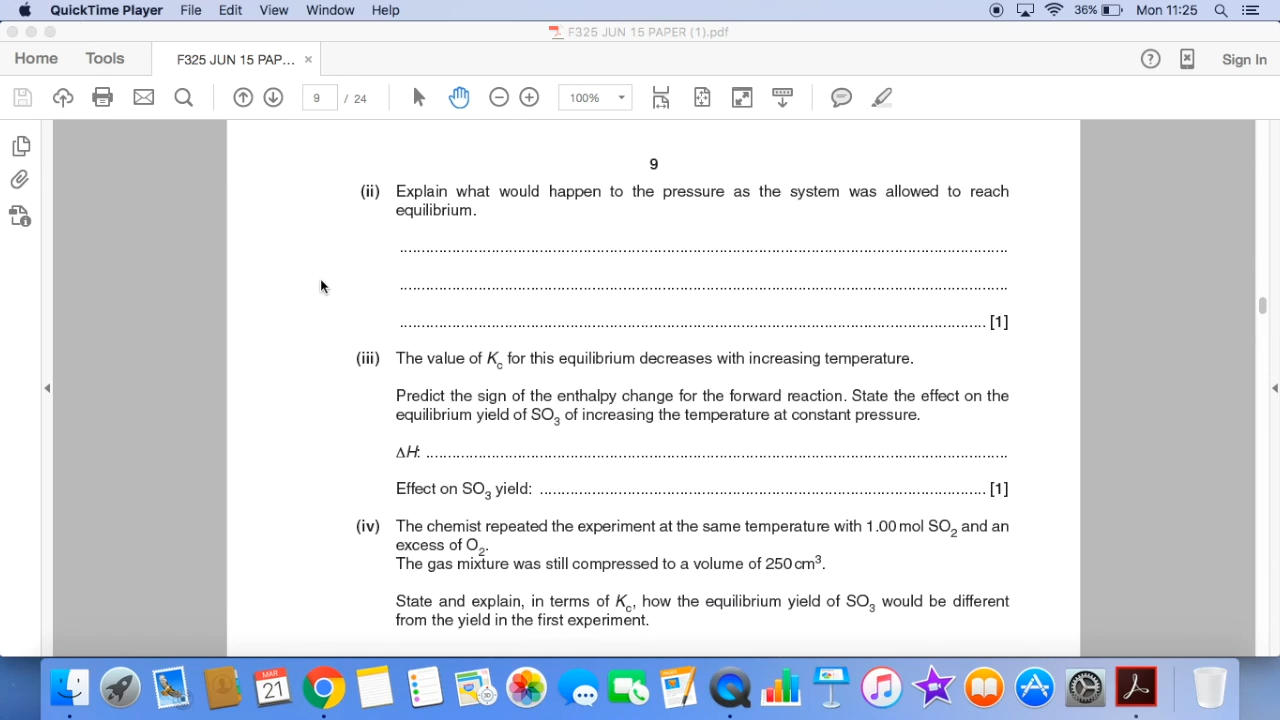 QuickTime Player File Edit View Window Help 36% Mon 11:25
F325 JUN 15 PAPER (1).pdf
Home Tools F325 JUN 15 PAP... × Sign In
9 / 24 100%
9
(ii) Explain what would happen to the pressure as the system was allowed to reach
equilibrium.
[1]
(iii) The value of Kc for this equilibrium decreases with increasing temperature.
Predict the sign of the enthalpy change for the forward reaction. State the effect on the
equilibrium yield of SO3 of increasing the temperature at constant pressure.
ΔH:
Effect on SO3 yield: [1]
(iv) The chemist repeated the experiment at the same temperature with 1.00 mol SO2 and an
excess of O2.
The gas mixture was still compressed to a volume of 250 cm³.
State and explain, in terms of Kc, how the equilibrium yield of SO3 would be different
from the yield in the first experiment.
MAR
21